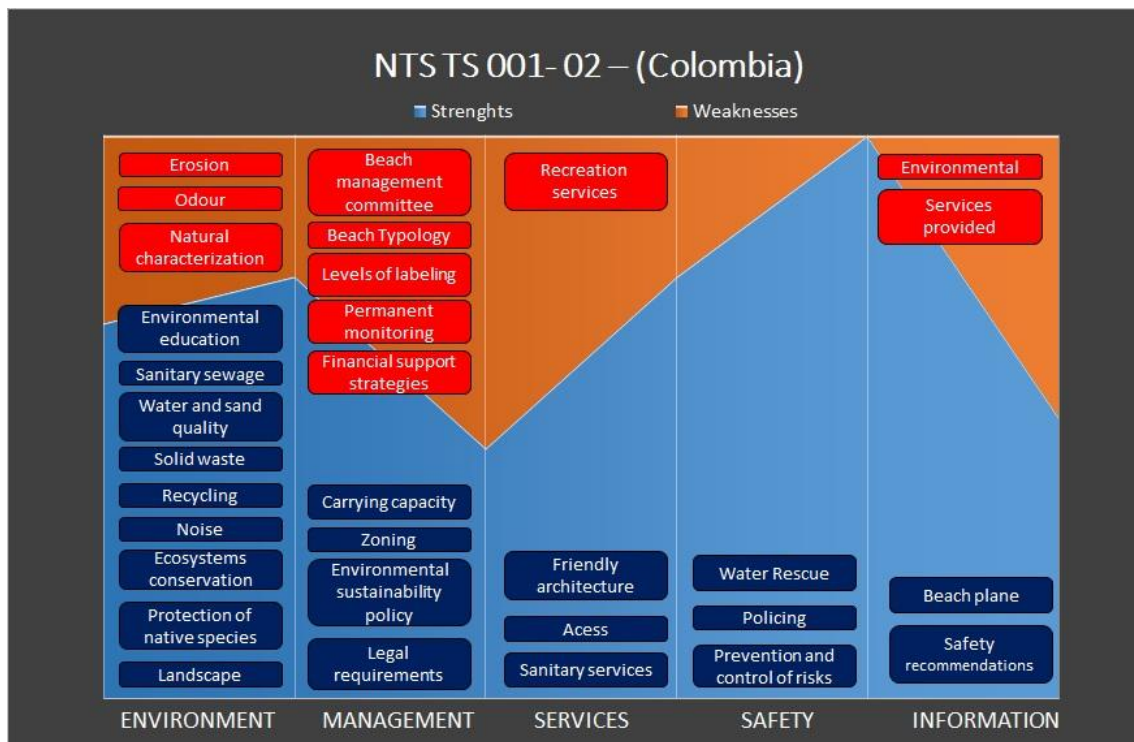 NTS TS 001- 02 – (Colombia)
Strenghts
Weaknesses
Erosion
Odour
Natural
characterization
Environmental
education
Sanitary sewage
Water and sand
quality
Solid waste
Recycling
Noise
Ecosystems
conservation
Protection of
native species
Landscape
ENVIRONMENT
Beach
management
committee
Beach Typology
Levels of labeling
Permanent
monitoring
Financial support
strategies
Carrying capacity
Zoning
Environmental
sustainability
policy
Legal
requirements
MANAGEMENT
Recreation
services
Friendly
architecture
Acess
Sanitary services
SERVICES
Water Rescue
Policing
Prevention and
control of risks
SAFETY
Environmental
Services
provided
Beach plane
Safety
recommendations
INFORMATION